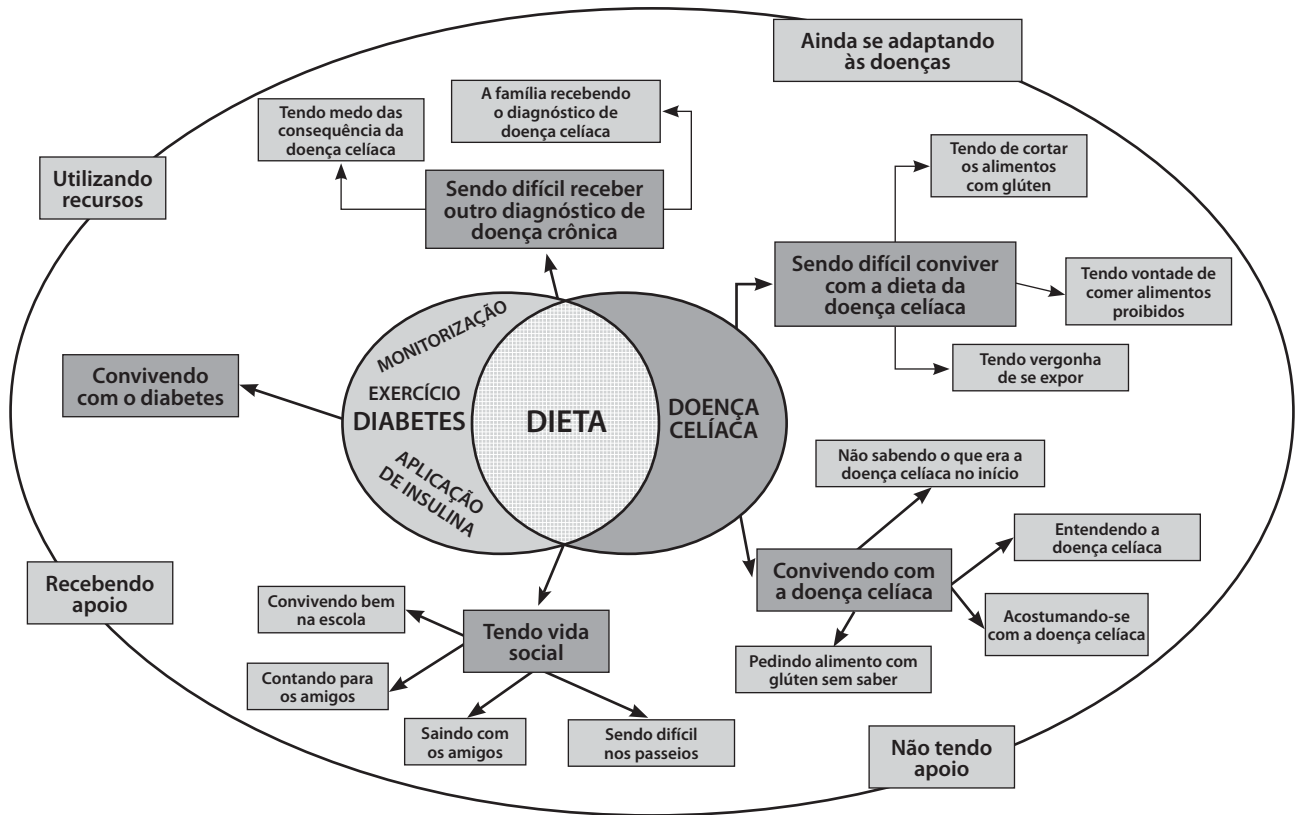 Ainda se adaptando
às doenças
Tendo medo das
consequência da
doença celíaca
A família recebendo
o diagnóstico de
doença celíaca
Tendo de cortar
os alimentos
com glúten
Utilizando
recursos
Sendo difícil receber
outro diagnóstico de
doença crônica
Sendo difícil conviver
com a dieta da
doença celíaca
Tendo vontade de
comer alimentos
proibidos
Tendo vergonha
de se expor
Convivendo
com o diabetes
MONITORIZAÇÃO
EXERCÍCIO
DIABETES
APLICAÇÃO
DE INSULINA
DIETA
DOENÇA
CELÍACA
Não sabendo o que era a
doença celíaca no início
Entendendo a
doença celíaca
Convivendo com
a doença celíaca
Acostumando-se
com a doença celíaca
Pedindo alimento com
glúten sem saber
Recebendo
apoio
Convivendo bem
na escola
Tendo vida
social
Contando para
os amigos
Saindo com
os amigos
Sendo difícil
nos passeios
Não tendo
apoio